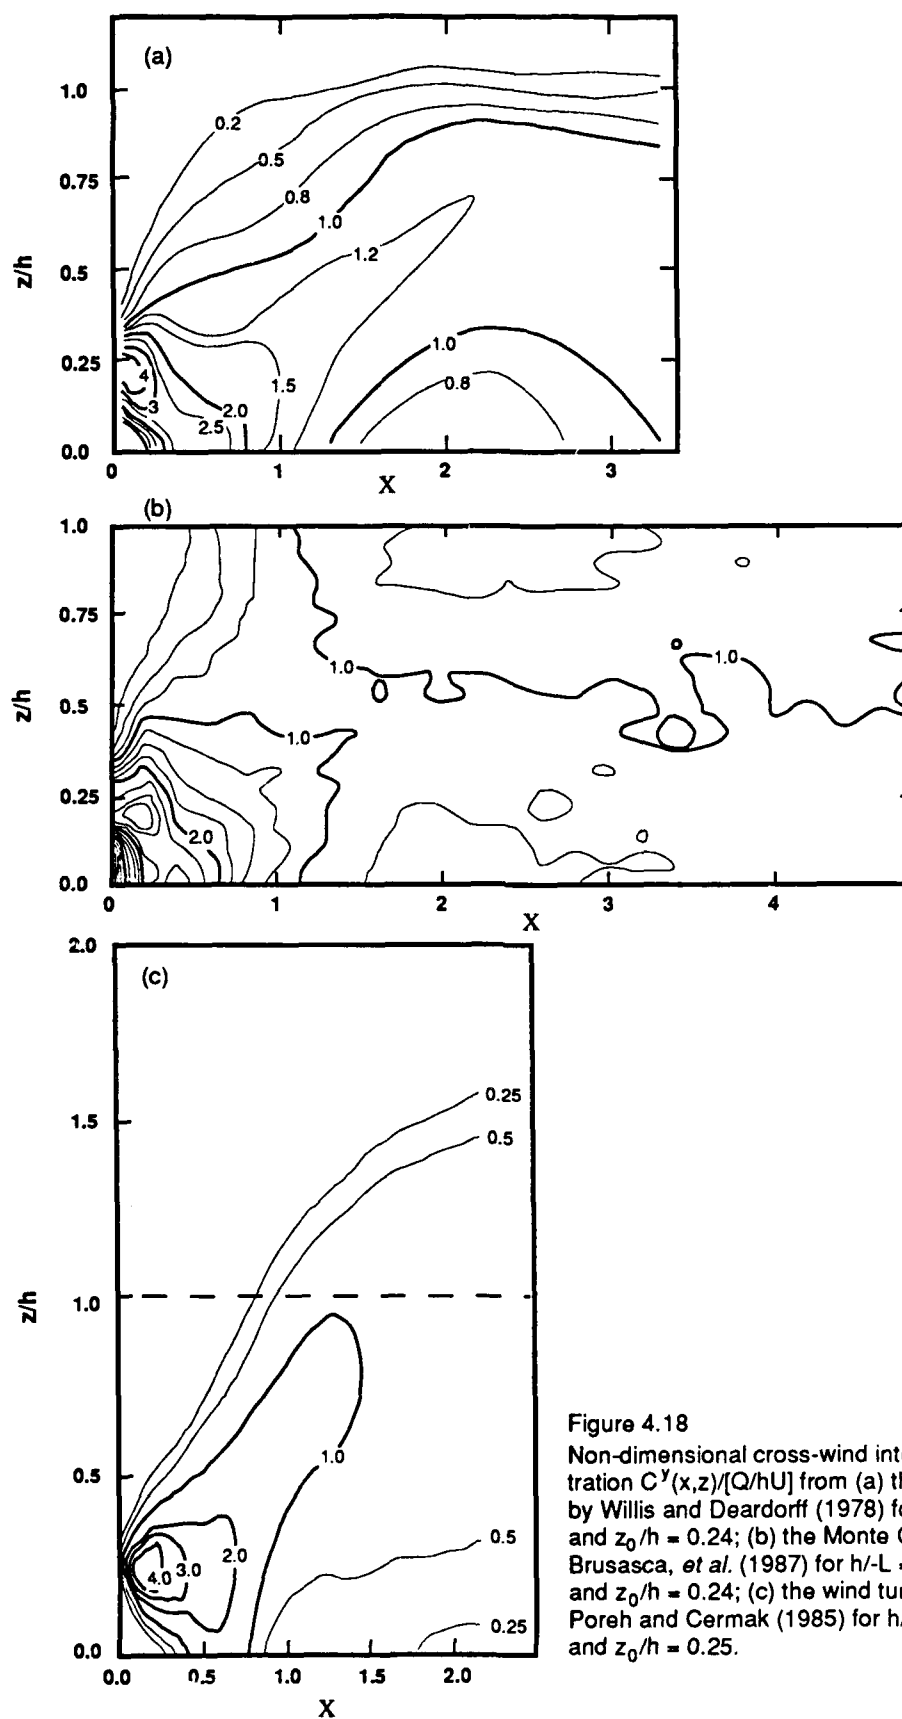 (a)
1.0
0.75
0.5
0.25
0.0
z/h
0.2
0.5
0.8
1.0
1.2
1.5
2.0
2.5
3
4
1.0
0.8
0 1 2 3
X
(b)
1.0
0.75
0.5
0.25
0.0
z/h
1.0
1.0
1.0
2.0
0 1 2 3 4
X
(c)
2.0
1.5
1.0
0.5
0.0
z/h
0.25
0.5
1.0
2.0
3.0
4.0
0.5
0.25
0.0 0.5 1.0 1.5 2.0
X
Figure 4.18
Non-dimensional cross-wind int
tration C^y(x,z)/[Q/hU] from (a) th
by Willis and Deardorff (1978) fo
and z₀/h = 0.24; (b) the Monte C
Brusasca, et al. (1987) for h/-L =
and z₀/h = 0.24; (c) the wind tur
Poreh and Cermak (1985) for h/
and z₀/h = 0.25.